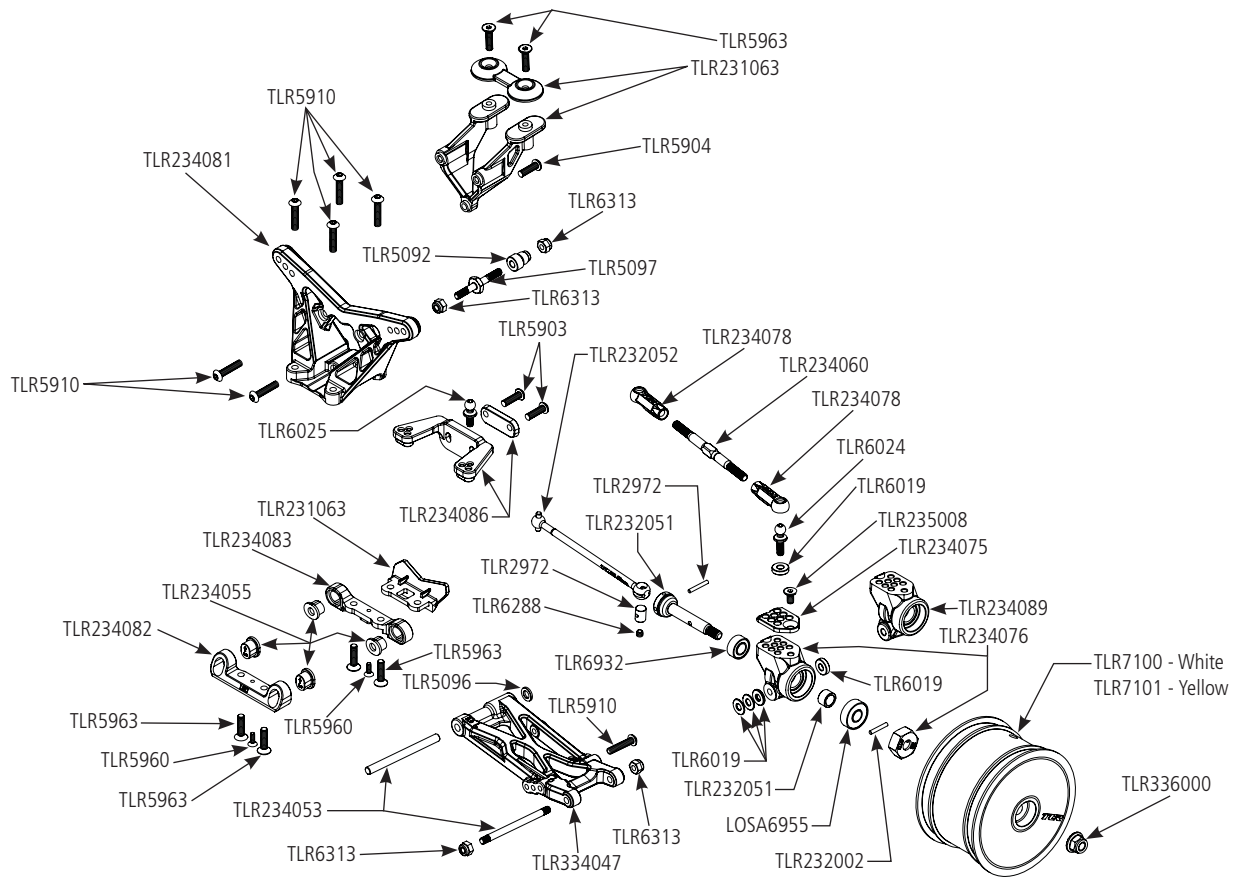 TLR5963
TLR231063
TLR5910
TLR5904
TLR234081
TLR6313
TLR5092
TLR5097
TLR6313
TLR5903
TLR232052
TLR234078
TLR234060
TLR5910
TLR234078
TLR6025
TLR6024
TLR2972
TLR6019
TLR231063
TLR234086
TLR232051
TLR235008
TLR234083
TLR234075
TLR2972
TLR234055
TLR6288
TLR234089
TLR234082
TLR234076
TLR5963
TLR6932
TLR7100 - White
TLR7101 - Yellow
TLR5096
TLR6019
TLR5963
TLR5960
TLR5910
TLR5960
TLR6019
TLR232051
TLR336000
TLR5963
TLR234053
TLR6313
LOSA6955
TLR6313
TLR334047
TLR232002